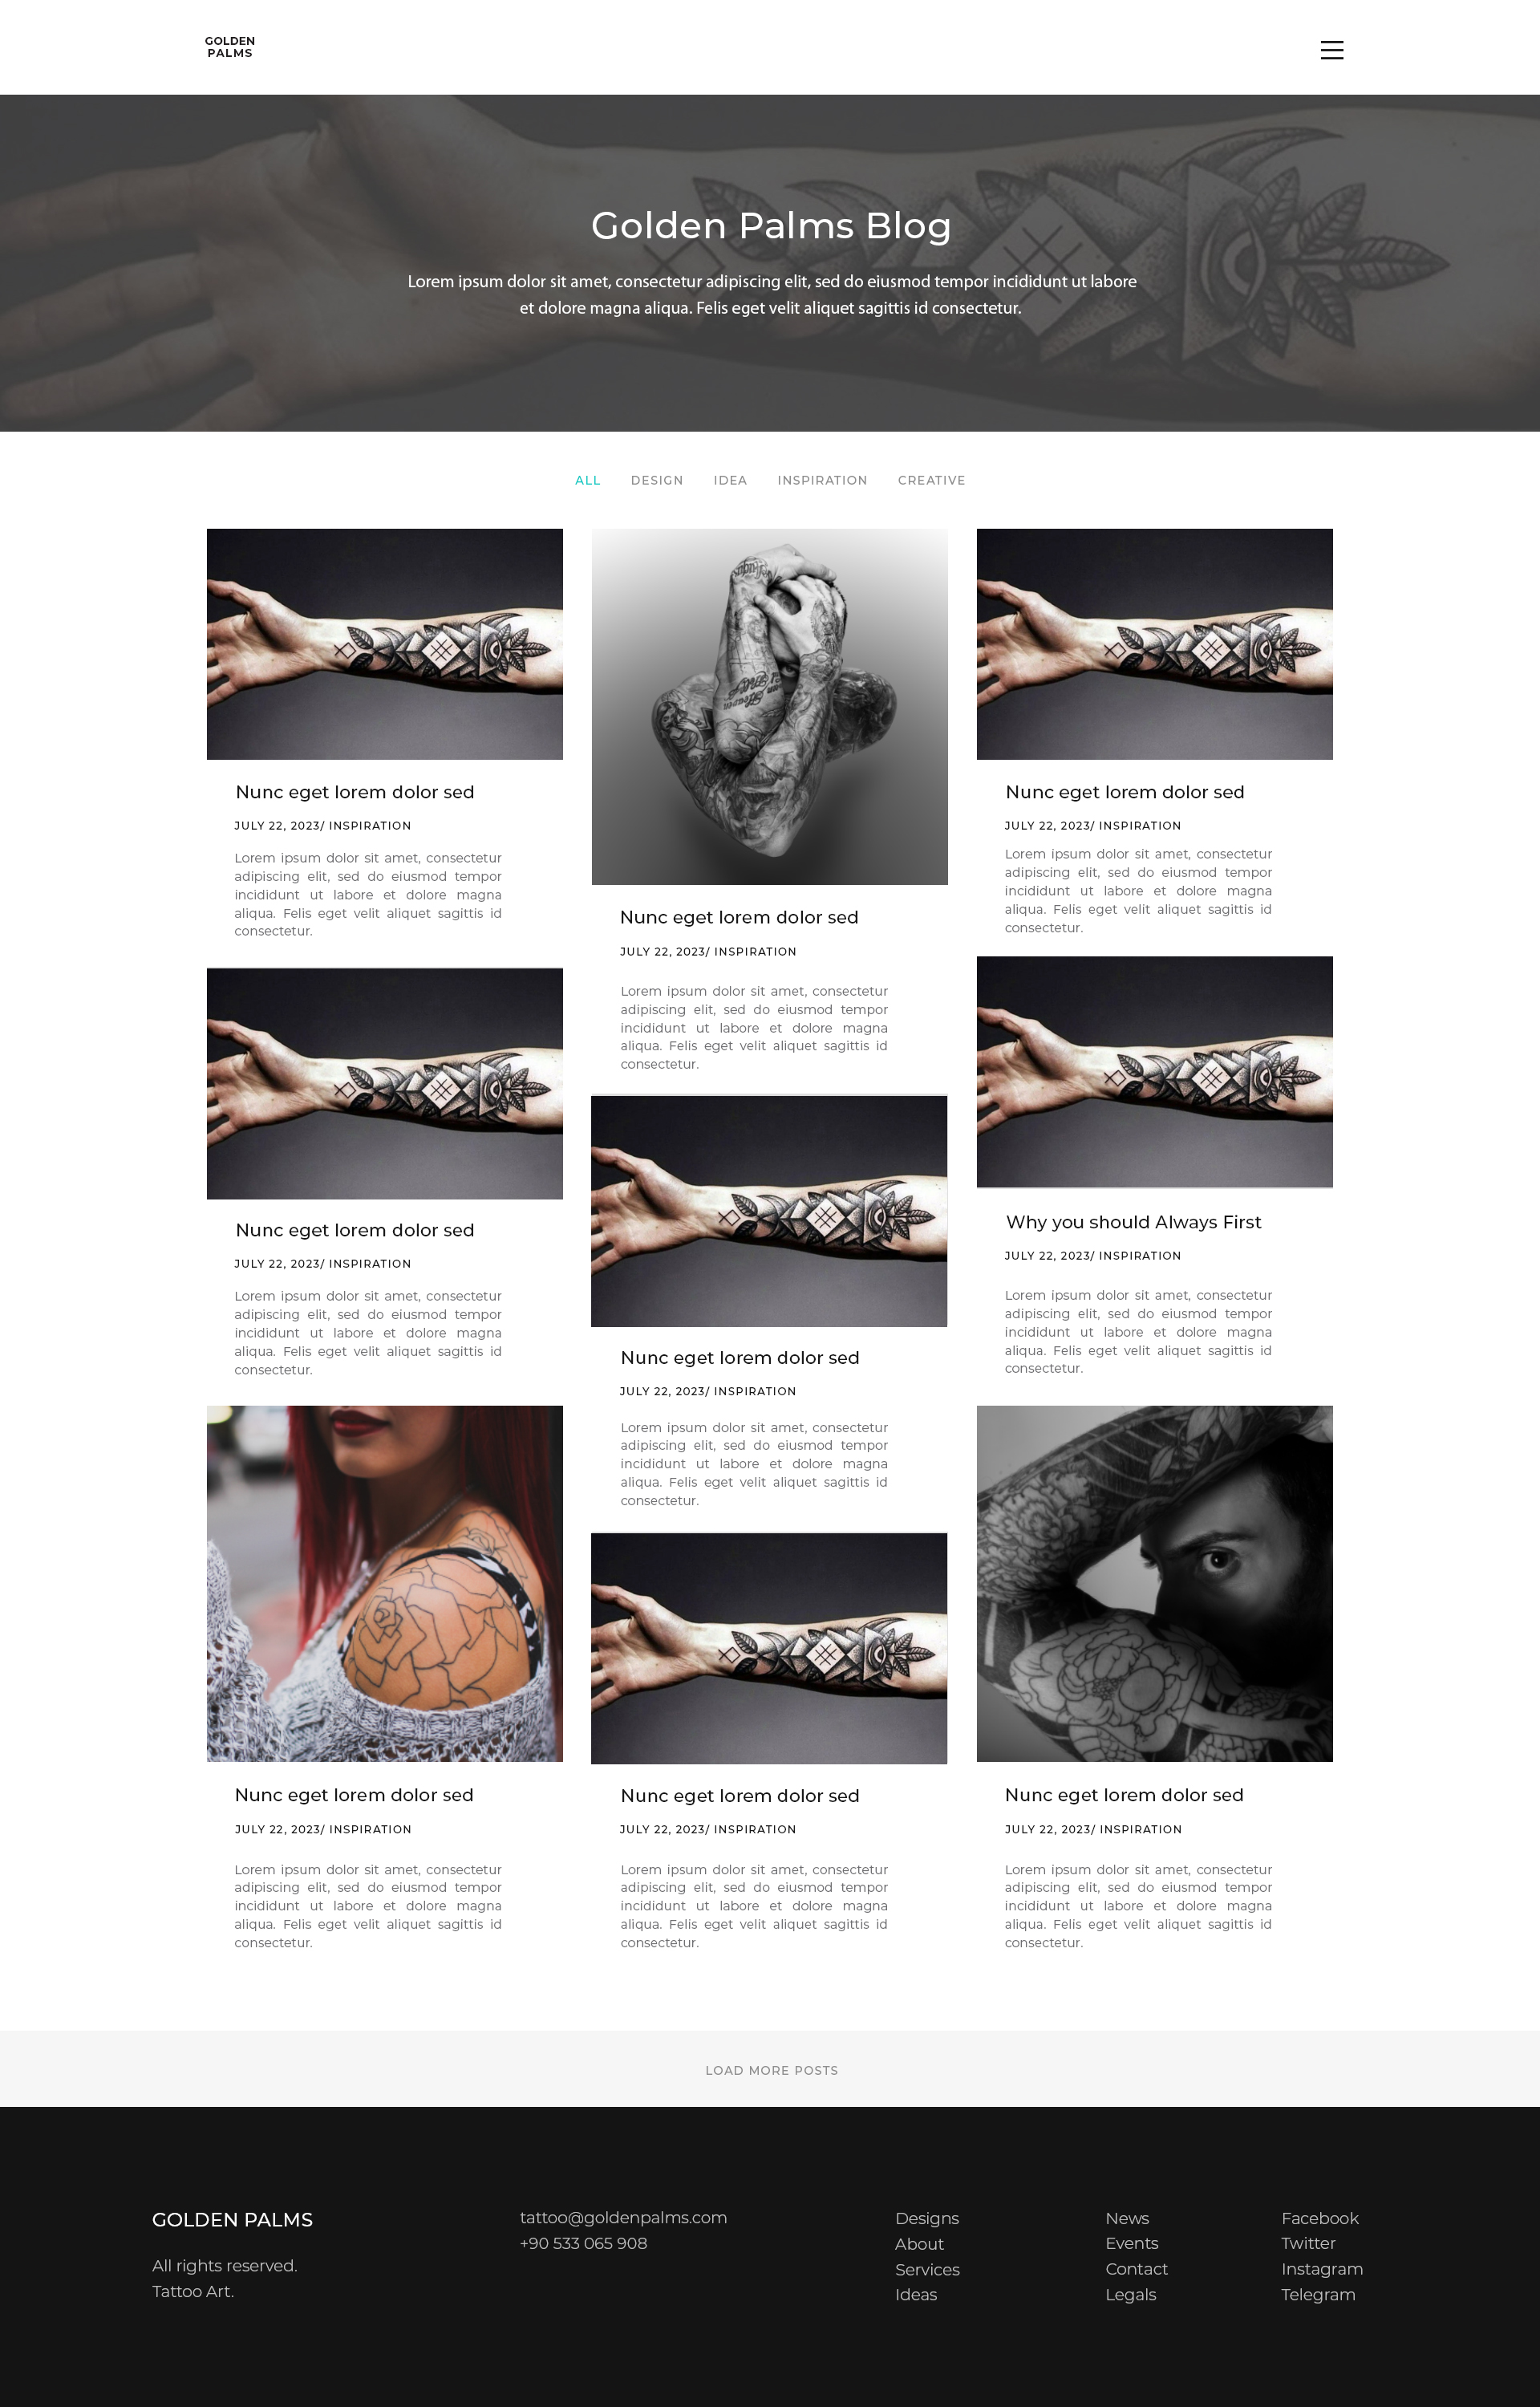 GOLDEN
PALMS
Golden Palms Blog
Lorem ipsum dolor sit amet, consectetur adipiscing elit, sed do eiusmod tempor incididunt ut labore
et dolore magna aliqua. Felis eget velit aliquet sagittis id consectetur.
ALL DESIGN IDEA INSPIRATION CREATIVE
Nunc eget lorem dolor sed
JULY 22, 2023/ INSPIRATION
Lorem ipsum dolor sit amet, consectetur
adipiscing elit, sed do eiusmod tempor
incididunt ut labore et dolore magna
aliqua. Felis eget velit aliquet sagittis id
consectetur.
Nunc eget lorem dolor sed
JULY 22, 2023/ INSPIRATION
Lorem ipsum dolor sit amet, consectetur
adipiscing elit, sed do eiusmod tempor
incididunt ut labore et dolore magna
aliqua. Felis eget velit aliquet sagittis id
consectetur.
Nunc eget lorem dolor sed
JULY 22, 2023/ INSPIRATION
Lorem ipsum dolor sit amet, consectetur
adipiscing elit, sed do eiusmod tempor
incididunt ut labore et dolore magna
aliqua. Felis eget velit aliquet sagittis id
consectetur.
Nunc eget lorem dolor sed
JULY 22, 2023/ INSPIRATION
Lorem ipsum dolor sit amet, consectetur
adipiscing elit, sed do eiusmod tempor
incididunt ut labore et dolore magna
aliqua. Felis eget velit aliquet sagittis id
consectetur.
Nunc eget lorem dolor sed
JULY 22, 2023/ INSPIRATION
Lorem ipsum dolor sit amet, consectetur
adipiscing elit, sed do eiusmod tempor
incididunt ut labore et dolore magna
aliqua. Felis eget velit aliquet sagittis id
consectetur.
Nunc eget lorem dolor sed
JULY 22, 2023/ INSPIRATION
Lorem ipsum dolor sit amet, consectetur
adipiscing elit, sed do eiusmod tempor
incididunt ut labore et dolore magna
aliqua. Felis eget velit aliquet sagittis id
consectetur.
Nunc eget lorem dolor sed
JULY 22, 2023/ INSPIRATION
Lorem ipsum dolor sit amet, consectetur
adipiscing elit, sed do eiusmod tempor
incididunt ut labore et dolore magna
aliqua. Felis eget velit aliquet sagittis id
consectetur.
Why you should Always First
JULY 22, 2023/ INSPIRATION
Lorem ipsum dolor sit amet, consectetur
adipiscing elit, sed do eiusmod tempor
incididunt ut labore et dolore magna
aliqua. Felis eget velit aliquet sagittis id
consectetur.
Nunc eget lorem dolor sed
JULY 22, 2023/ INSPIRATION
Lorem ipsum dolor sit amet, consectetur
adipiscing elit, sed do eiusmod tempor
incididunt ut labore et dolore magna
aliqua. Felis eget velit aliquet sagittis id
consectetur.
LOAD MORE POSTS
GOLDEN PALMS
All rights reserved.
Tattoo Art.
tattoo@goldenpalms.com
+90 533 065 908
Designs
About
Services
Ideas
News
Events
Contact
Legals
Facebook
Twitter
Instagram
Telegram